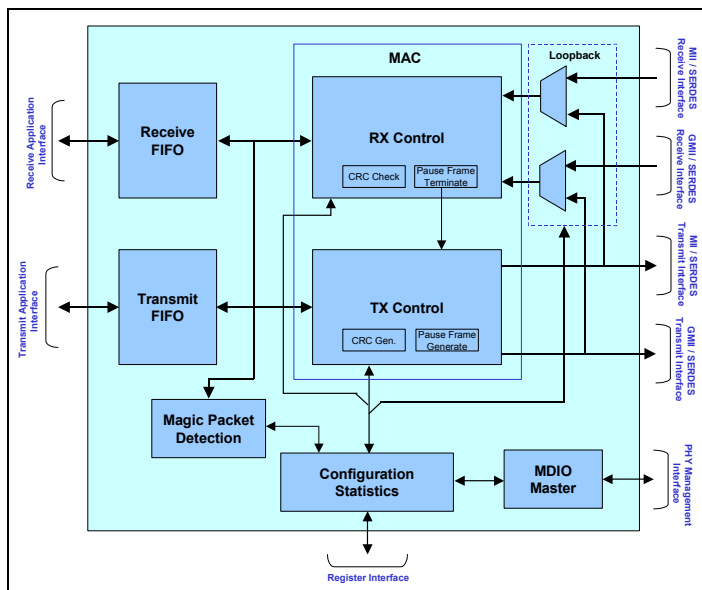 MAC
Loopback
MII / SERDES
Receive Interface
Receive Application
Interface
Receive
FIFO
RX Control
CRC Check
Pause Frame
Terminate
GMII / SERDES
Receive Interface
Transmit Application
Interface
Transmit
FIFO
TX Control
CRC Gen.
Pause Frame
Generate
MII / SERDES
Transmit Interface
GMII / SERDES
Transmit Interface
Magic Packet
Detection
Configuration
Statistics
MDIO
Master
PHY Management
Interface
Register Interface